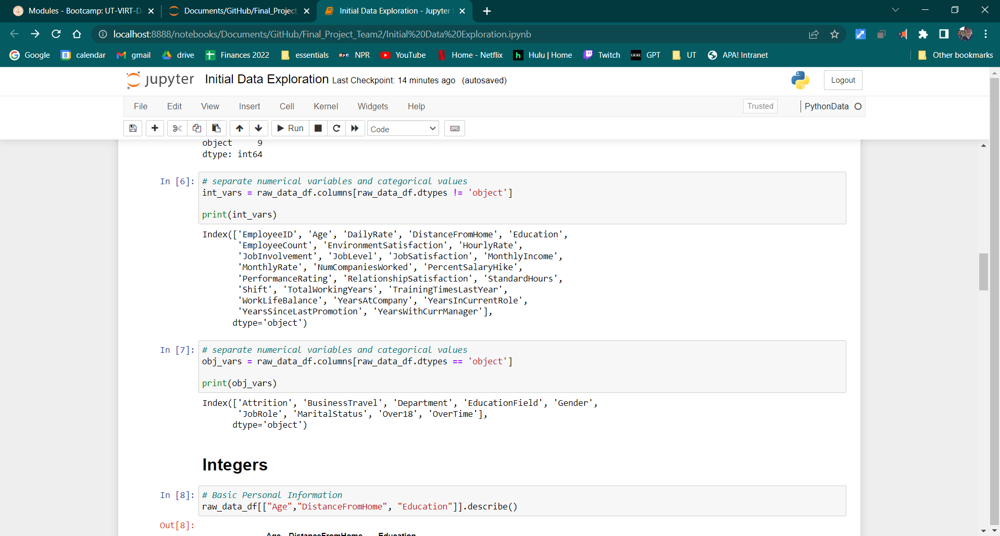 Modules - Bootcamp: UT-VIRT-D
Documents/GitHub/Final_Project
Initial Data Exploration - Jupyter
localhost:8888/notebooks/Documents/GitHub/Final_Project_Team2/Initial%20Data%20Exploration.ipynb
Google calendar gmail drive Finances 2022 essentials NPR YouTube Home - Netflix Hulu | Home Twitch GPT UT APA! Intranet Other bookmarks
jupyter Initial Data Exploration Last Checkpoint: 14 minutes ago (autosaved) Logout
File Edit View Insert Cell Kernel Widgets Help Trusted PythonData
Run Code
object     9
dtype: int64
In [6]: # separate numerical variables and categorical values
int_vars = raw_data_df.columns[raw_data_df.dtypes != 'object']
print(int_vars)
Index(['EmployeeID', 'Age', 'DailyRate', 'DistanceFromHome', 'Education',
'EmployeeCount', 'EnvironmentSatisfaction', 'HourlyRate',
'JobInvolvement', 'JobLevel', 'JobSatisfaction', 'MonthlyIncome',
'MonthlyRate', 'NumCompaniesWorked', 'PercentSalaryHike',
'PerformanceRating', 'RelationshipSatisfaction', 'StandardHours',
'Shift', 'TotalWorkingYears', 'TrainingTimesLastYear',
'WorkLifeBalance', 'YearsAtCompany', 'YearsInCurrentRole',
'YearsSinceLastPromotion', 'YearsWithCurrManager'],
dtype='object')
In [7]: # separate numerical variables and categorical values
obj_vars = raw_data_df.columns[raw_data_df.dtypes == 'object']
print(obj_vars)
Index(['Attrition', 'BusinessTravel', 'Department', 'EducationField', 'Gender',
'JobRole', 'MaritalStatus', 'Over18', 'OverTime'],
dtype='object')
Integers
In [8]: # Basic Personal Information
raw_data_df[["Age","DistanceFromHome", "Education"]].describe()
Out[8]:
Age DistanceFromHome Education